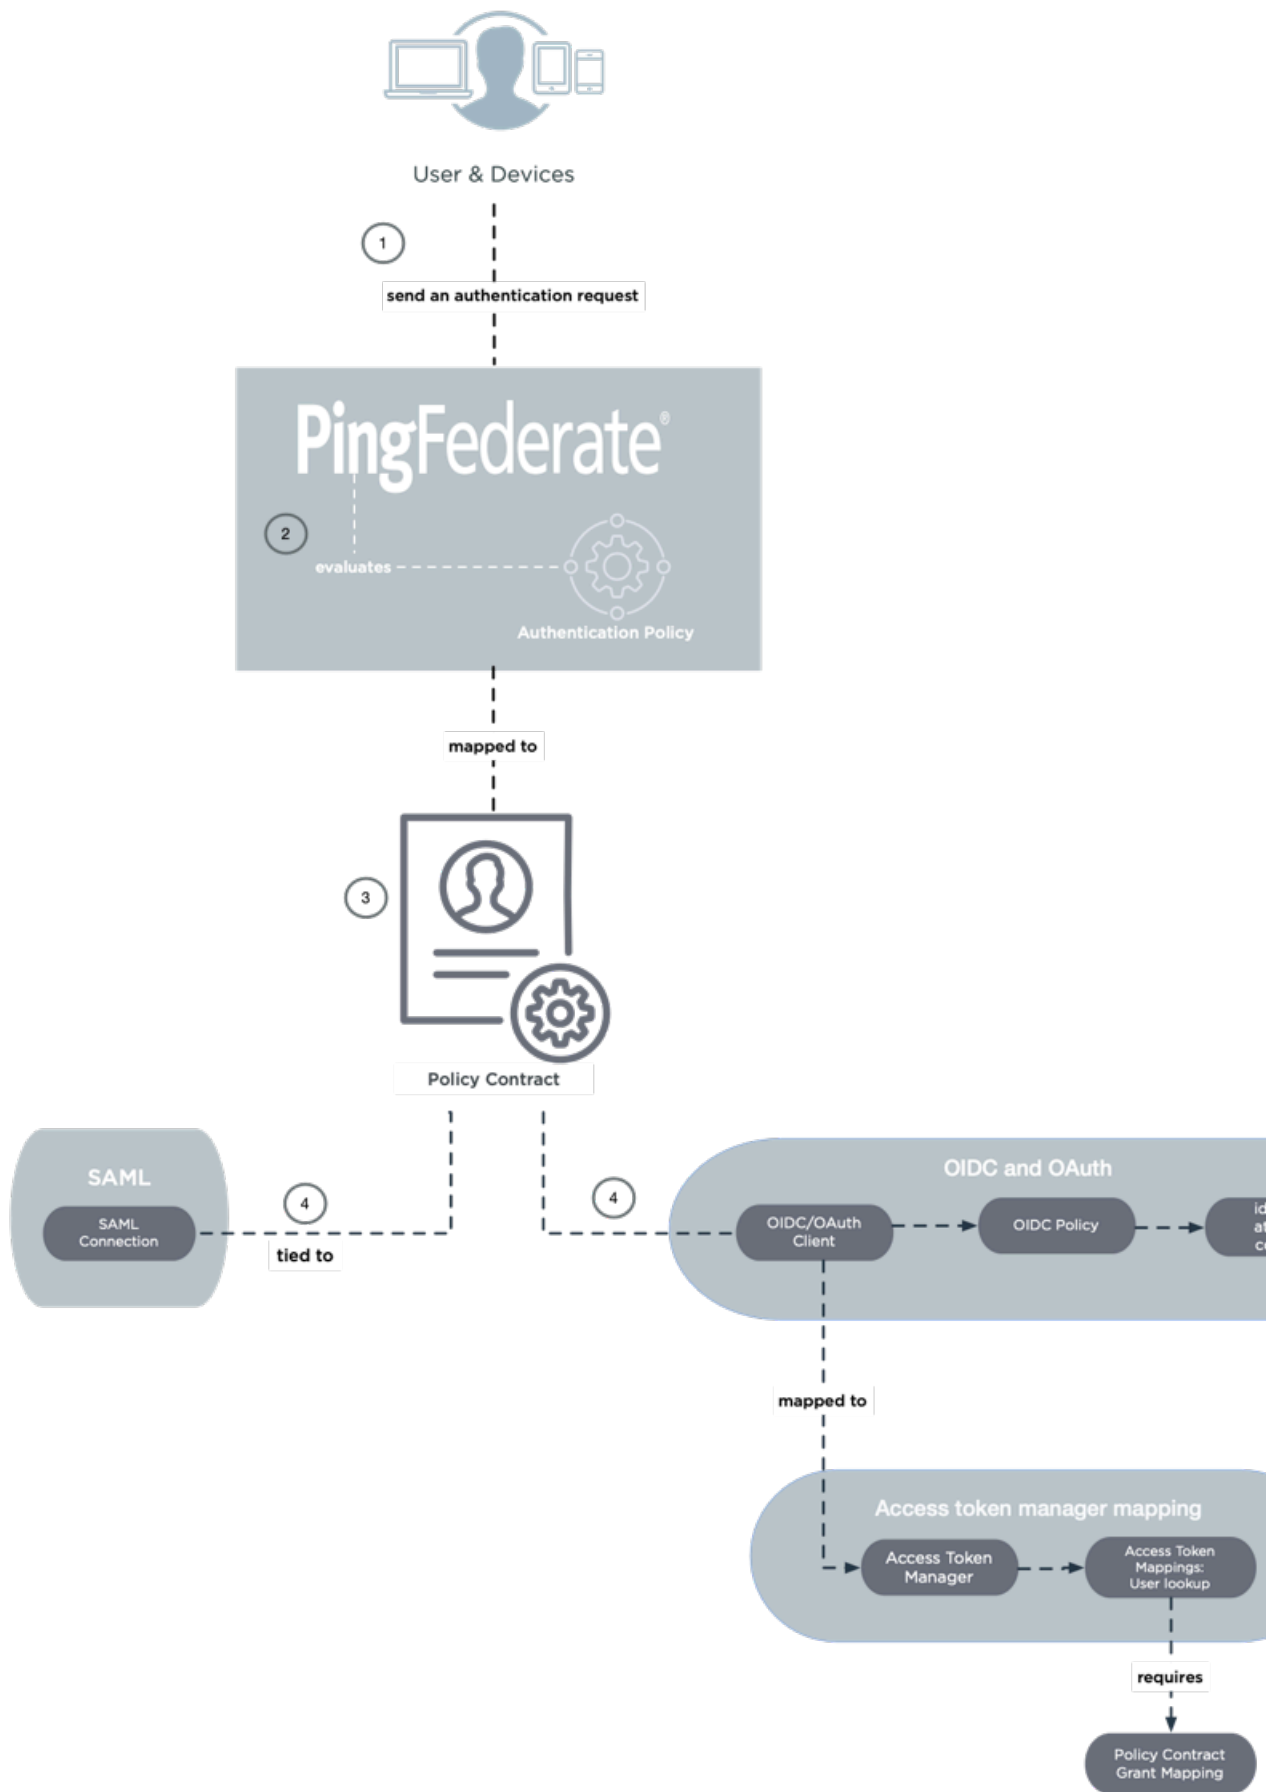 User & Devices
1
send an authentication request
PingFederate®
2
evaluates
Authentication Policy
mapped to
3
Policy Contract
SAML
SAML
Connection
4
tied to
4
OIDC and OAuth
OIDC/OAuth
Client
OIDC Policy
mapped to
Access token manager mapping
Access Token
Manager
Access Token
Mappings:
User lookup
requires
Policy Contract
Grant Mapping